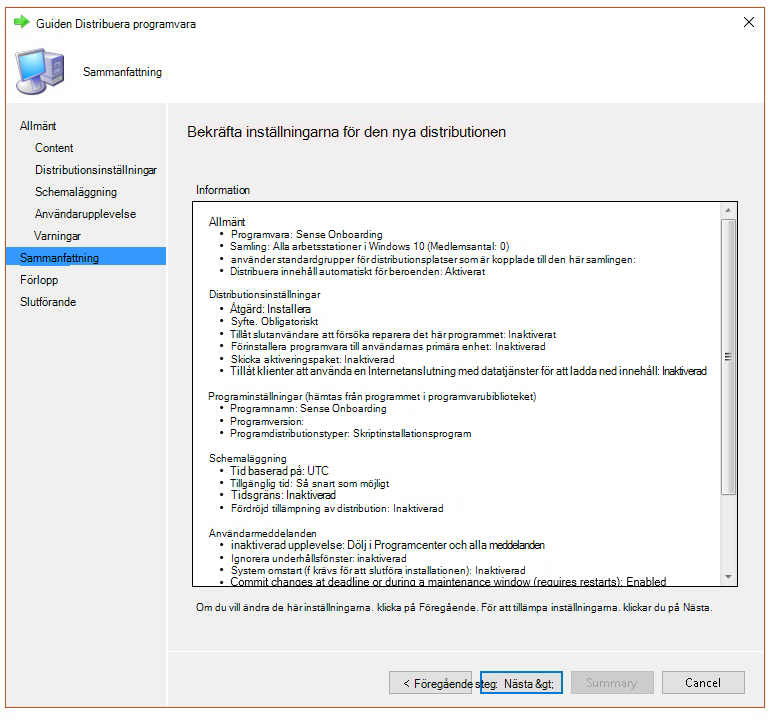 Guiden Distribuera programvara
Sammanfattning
Allmänt
Content
Distributionsinställningar
Schemaläggning
Användarupplevelse
Varningar
Sammanfattning
Förlopp
Slutförande
Bekräfta inställningarna för den nya distributionen
Information
Allmänt
• Programvara: Sense Onboarding
• Samling: Alla arbetsstationer i Windows 10 (Medlemsantal: 0)
• använder standardgrupper för distributionsplatser som är kopplade till den här samlingen:
• Distribuera innehåll automatiskt för beroenden: Aktiverat
Distributionsinställningar
• Åtgärd: Installera
• Syfte. Obligatoriskt
• Tillåt slutanvändare att försöka reparera det här programmet: Inaktiverat
• Förinstallera programvara till användarnas primära enhet: Inaktiverad
• Skicka aktiveringspaket: Inaktiverad
• Tillåt klienter att använda en Internetanslutning med datatjänster för att ladda ned innehåll: Inaktiverad
Programinställningar (hämtas från programmet i programvarubiblioteket)
• Programnamn: Sense Onboarding
• Programversion:
• Programdistributionstyper: Skriptinstallationsprogram
Schemaläggning
• Tid baserad på: UTC
• Tillgänglig tid: Så snart som möjligt
• Tidsgräns: Inaktiverad
• Fördröjd tillämpning av distribution: Inaktiverad
Användarmeddelanden
• inaktiverad upplevelse: Dölj i Programcenter och alla meddelanden
• Ignorera underhållsfönster: inaktiverad
• System omstart (f krävs för att slutföra installationen): Inaktiverad
• Commit changes at deadline or during a maintenance window (requires restarts): Enabled
Om du vill ändra de här inställningarna. klicka på Föregående. För att tillämpa inställningarna. klickar du på Nästa.
< Föregående steg: Nästa &gt;
Summary
Cancel